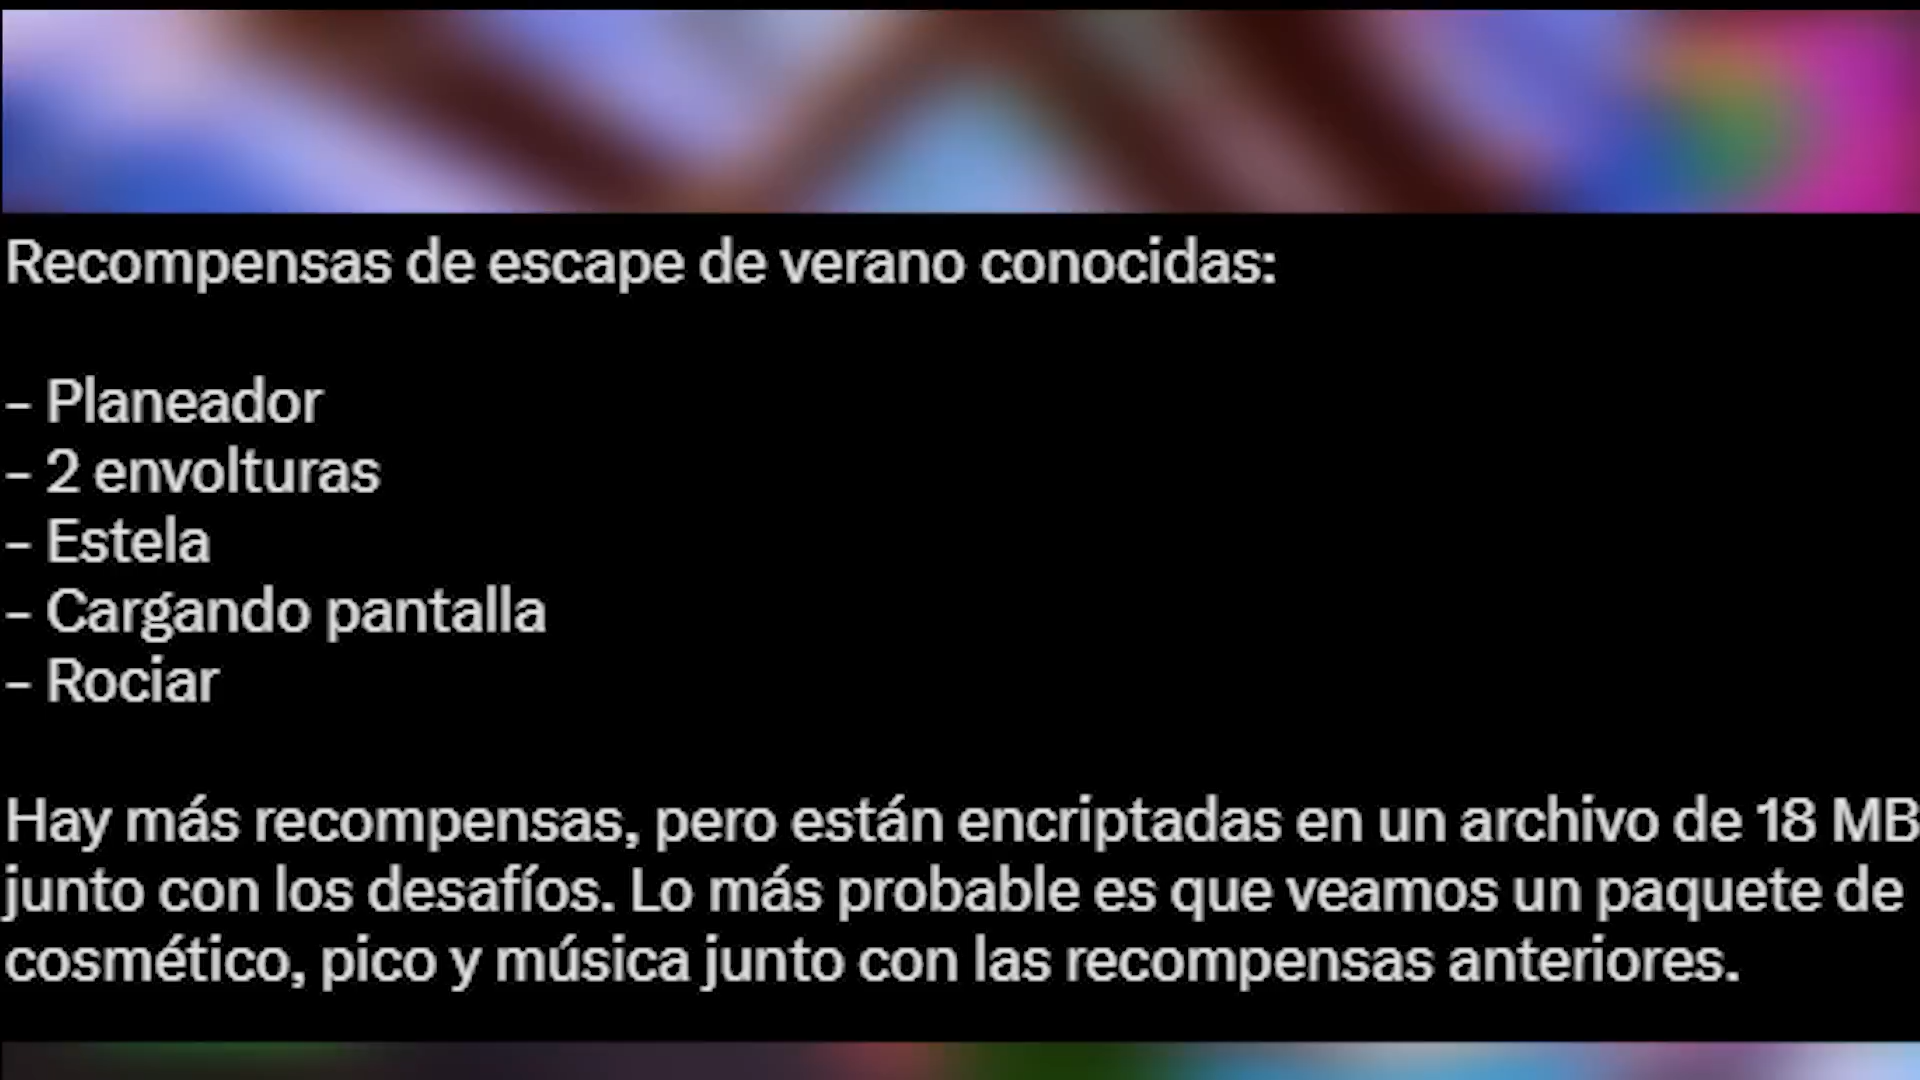 Recompensas de escape de verano conocidas:
– Planeador
– 2 envolturas
– Estela
– Cargando pantalla
– Rociar
Hay más recompensas, pero están encriptadas en un archivo de 18 MB
junto con los desafíos. Lo más probable es que veamos un paquete de
cosmético, pico y música junto con las recompensas anteriores.